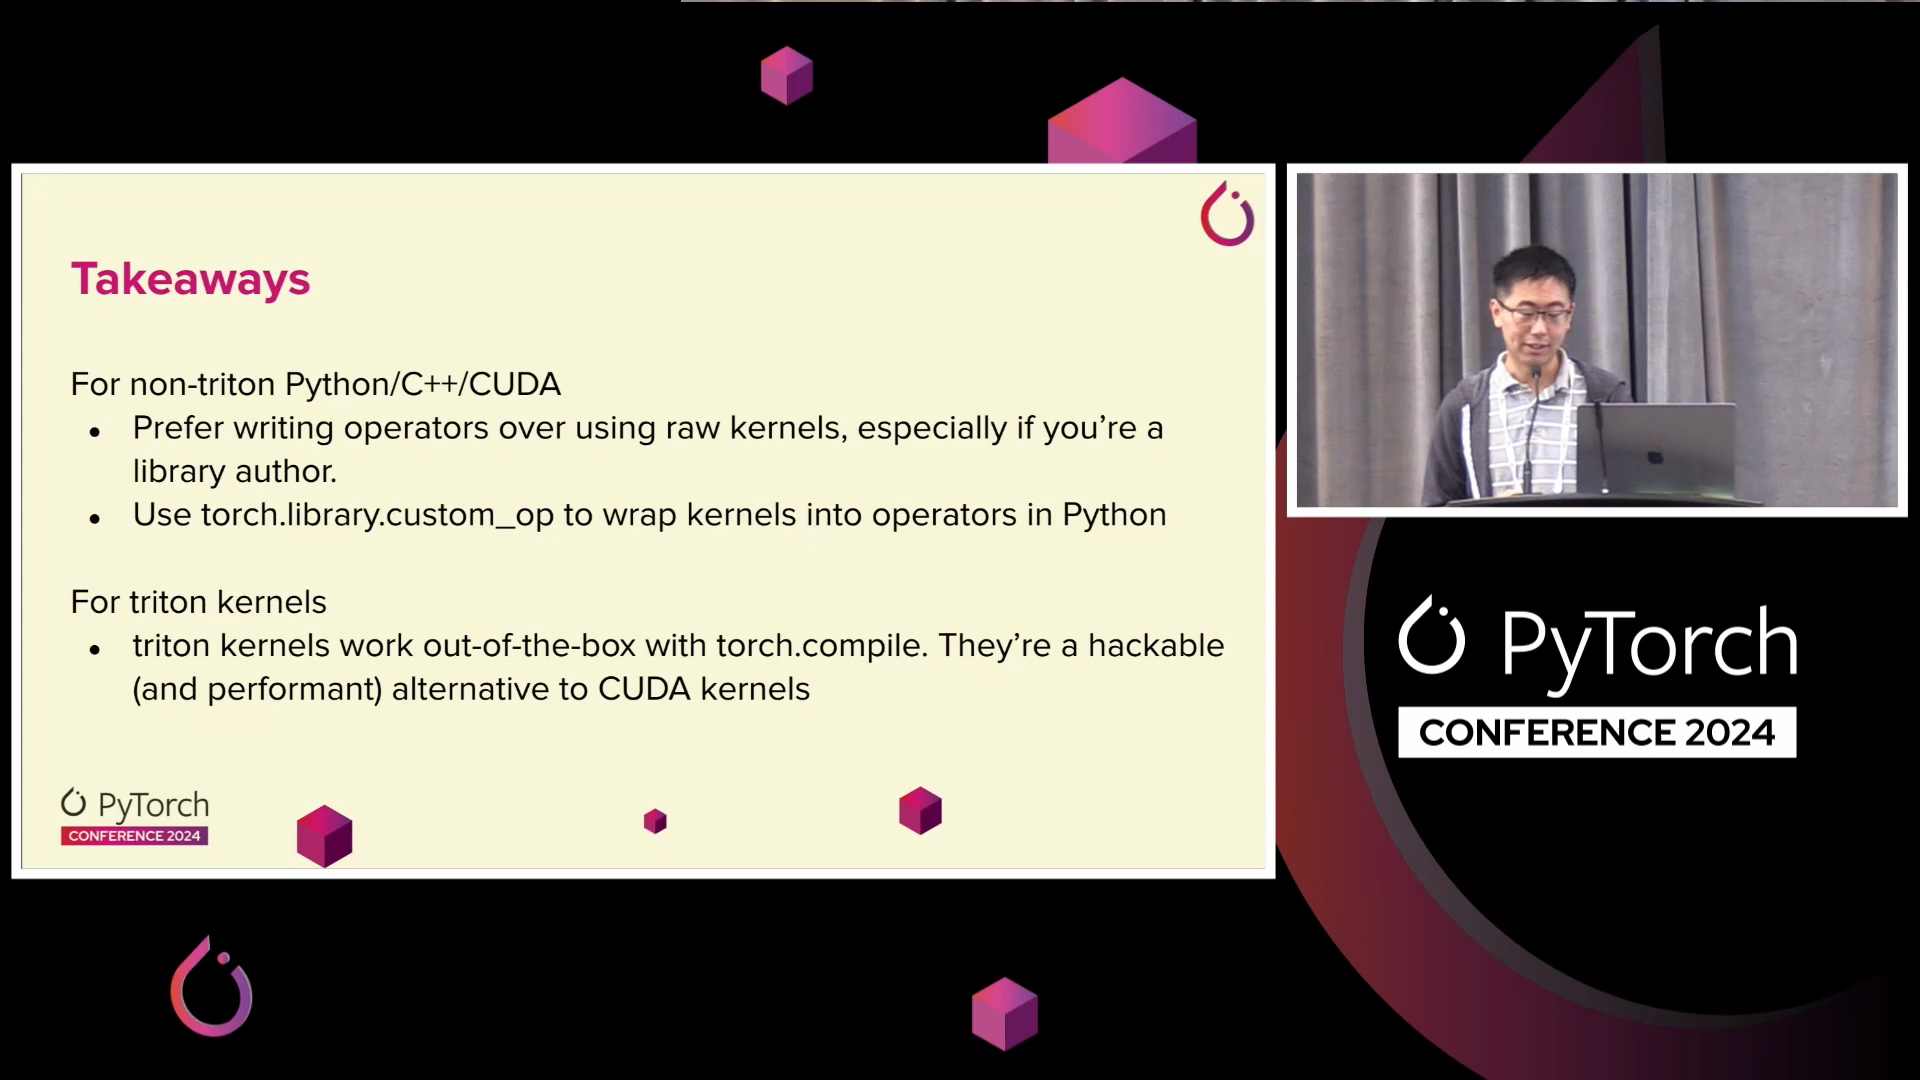 Takeaways
For non-triton Python/C++/CUDA
● Prefer writing operators over using raw kernels, especially if you’re a
library author.
● Use torch.library.custom_op to wrap kernels into operators in Python
For triton kernels
● triton kernels work out-of-the-box with torch.compile. They’re a hackable
(and performant) alternative to CUDA kernels
PyTorch
CONFERENCE 2024
PyTorch
CONFERENCE 2024